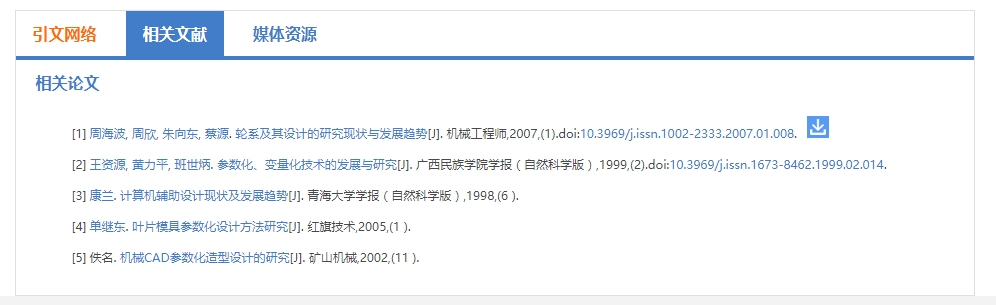 引文网络 相关文献 媒体资源
相关论文
[1] 周海波, 周欣, 朱向东, 蔡源. 轮系及其设计的研究现状与发展趋势[J]. 机械工程师,2007,(1).doi:10.3969/j.issn.1002-2333.2007.01.008.
[2] 王资源, 黄力平, 班世炳. 参数化、变量化技术的发展与研究[J]. 广西民族学院学报（自然科学版）,1999,(2).doi:10.3969/j.issn.1673-8462.1999.02.014.
[3] 康兰. 计算机辅助设计现状及发展趋势[J]. 青海大学学报（自然科学版）,1998,(6 ).
[4] 单继东. 叶片模具参数化设计方法研究[J]. 红旗技术,2005,(1 ).
[5] 佚名. 机械CAD参数化造型设计的研究[J]. 矿山机械,2002,(11 ).